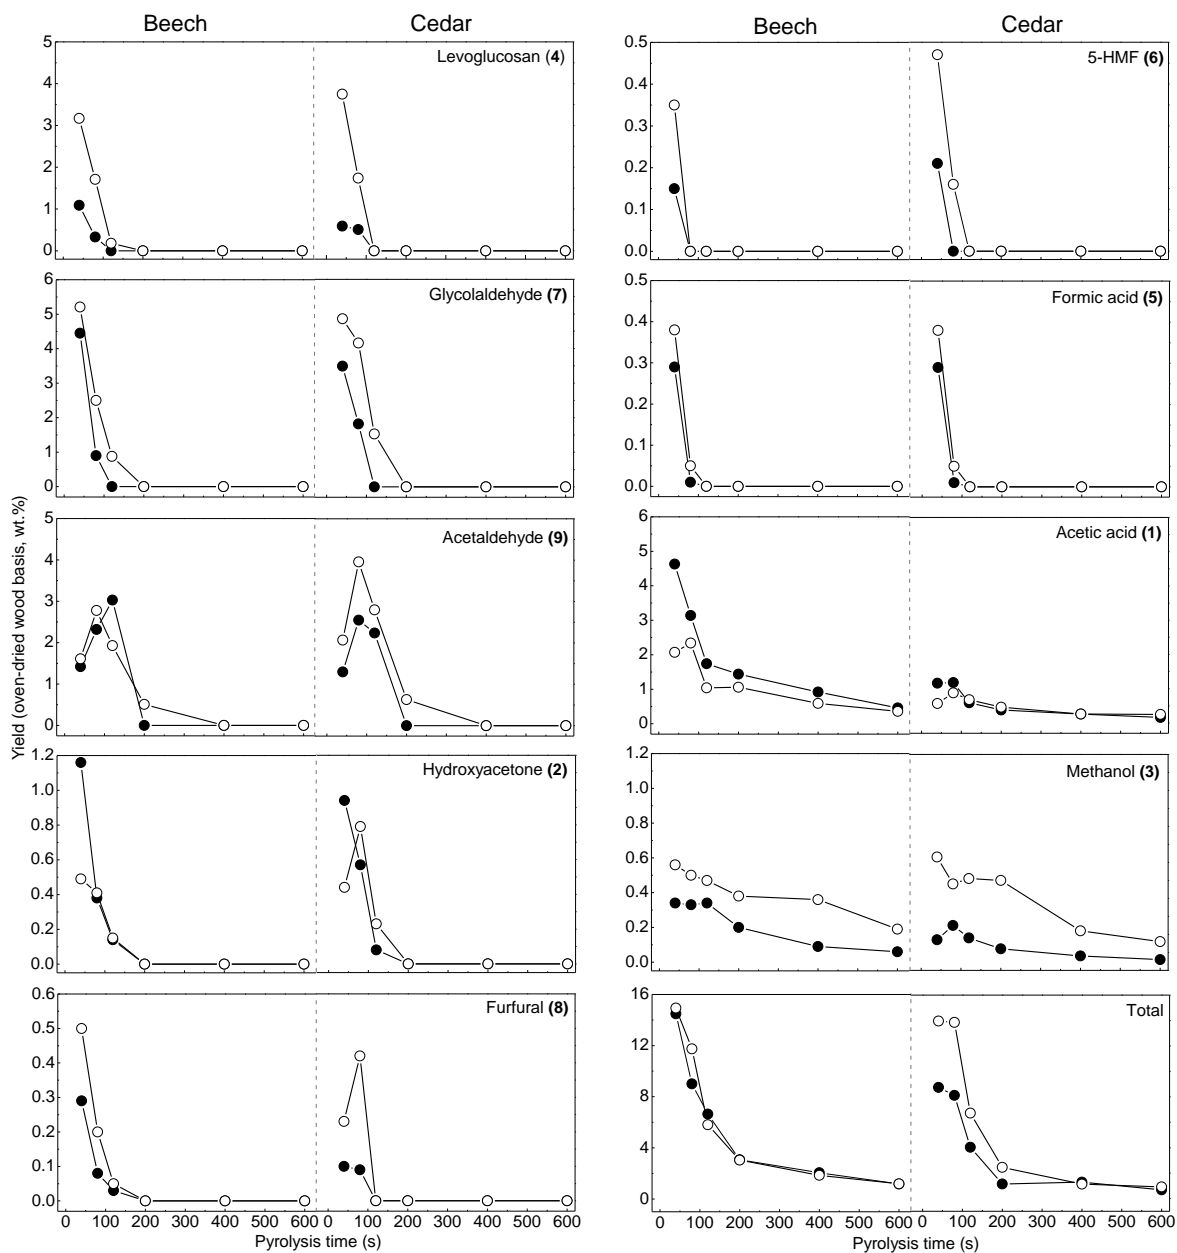 Beech Cedar Beech Cedar
5 4 3 2 1 0
Levoglucosan (4)
0.5 0.4 0.3 0.2 0.1 0.0
5-HMF (6)
6 5 4 3 2 1 0
Glycolaldehyde (7)
0.5 0.4 0.3 0.2 0.1 0.0
Formic acid (5)
Yield (oven-dried wood basis, wt.%)
5 4 3 2 1 0
Acetaldehyde (9)
6 5 4 3 2 1 0
Acetic acid (1)
1.2 1.0 0.8 0.6 0.4 0.2 0.0
Hydroxyacetone (2)
1.2 1.0 0.8 0.6 0.4 0.2 0.0
Methanol (3)
0.6 0.5 0.4 0.3 0.2 0.1 0.0
Furfural (8)
16 12 8 4 0
Total
0 100 200 300 400 500 600 0 100 200 300 400 500 600
Pyrolysis time (s)
0 100 200 300 400 500 600 0 100 200 300 400 500 600
Pyrolysis time (s)